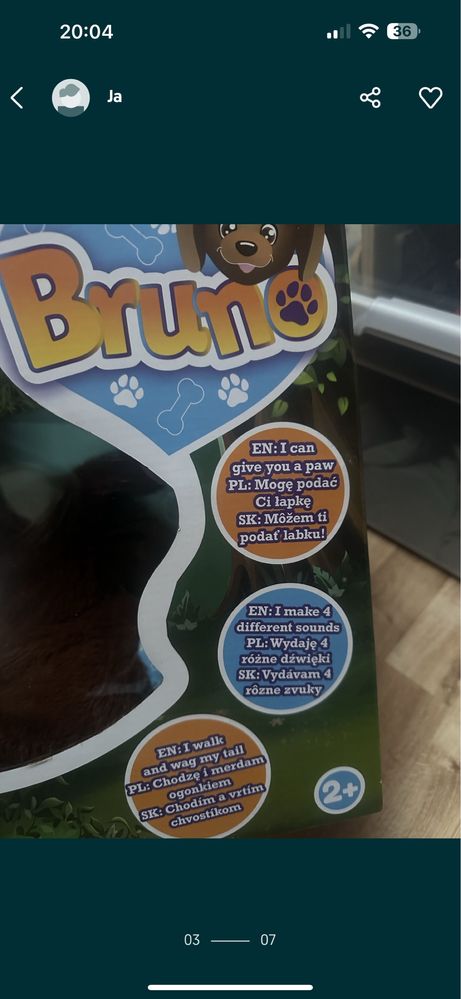 20:04
36
Ja
Bruno
EN: I can
give you a paw
PL: Mogę podać
Ci łapkę
SK: Môžem ti
podať labku!
EN: I make 4
different sounds
PL: Wydaję 4
różne dźwięki
SK: Vydávam 4
rôzne zvuky
EN: I walk
and wag my tail
PL: Chodzę i merdam
ogonkiem
SK: Chodím a vrtím
chvostíkom
2+
03
07